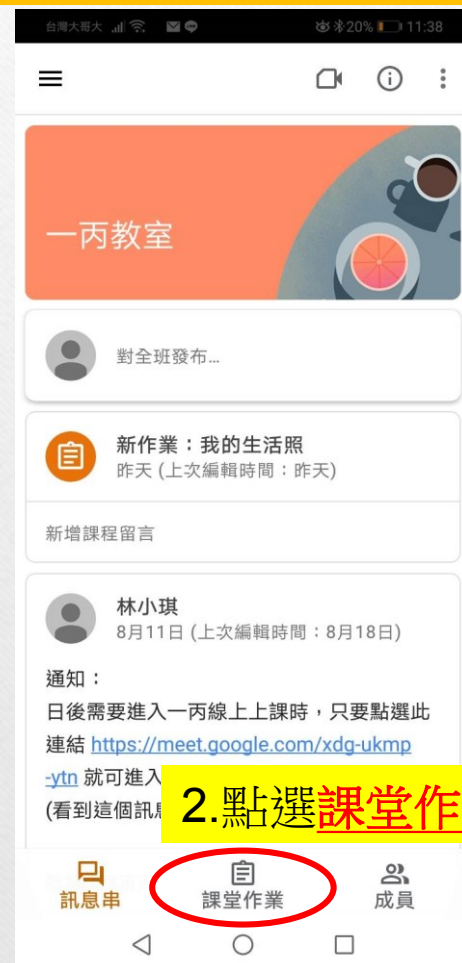 台灣大哥大 20% 11:38
一丙教室
對全班發布...
新作業：我的生活照
昨天 (上次編輯時間：昨天)
新增課程留言
林小琪
8月11日 (上次編輯時間：8月18日)
通知：
日後需要進入一丙線上上課時，只要點選此
連結 https://meet.google.com/xdg-ukmp
-ytn 就可進入
(看到這個訊
2.點選課堂作
訊息串 課堂作業 成員